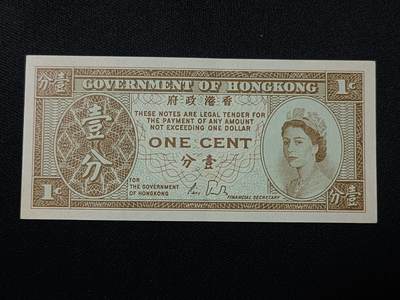 分壹 GOVERNMENT OF HONGKONG 1c
府政港香
THESE NOTES ARE LEGAL TENDER FOR
THE PAYMENT OF ANY AMOUNT
NOT EXCEEDING ONE DOLLAR
壹分
ONE CENT
分壹
FOR
THE GOVERNMENT
OF HONGKONG
FINANCIAL SECRETARY
1c 分壹